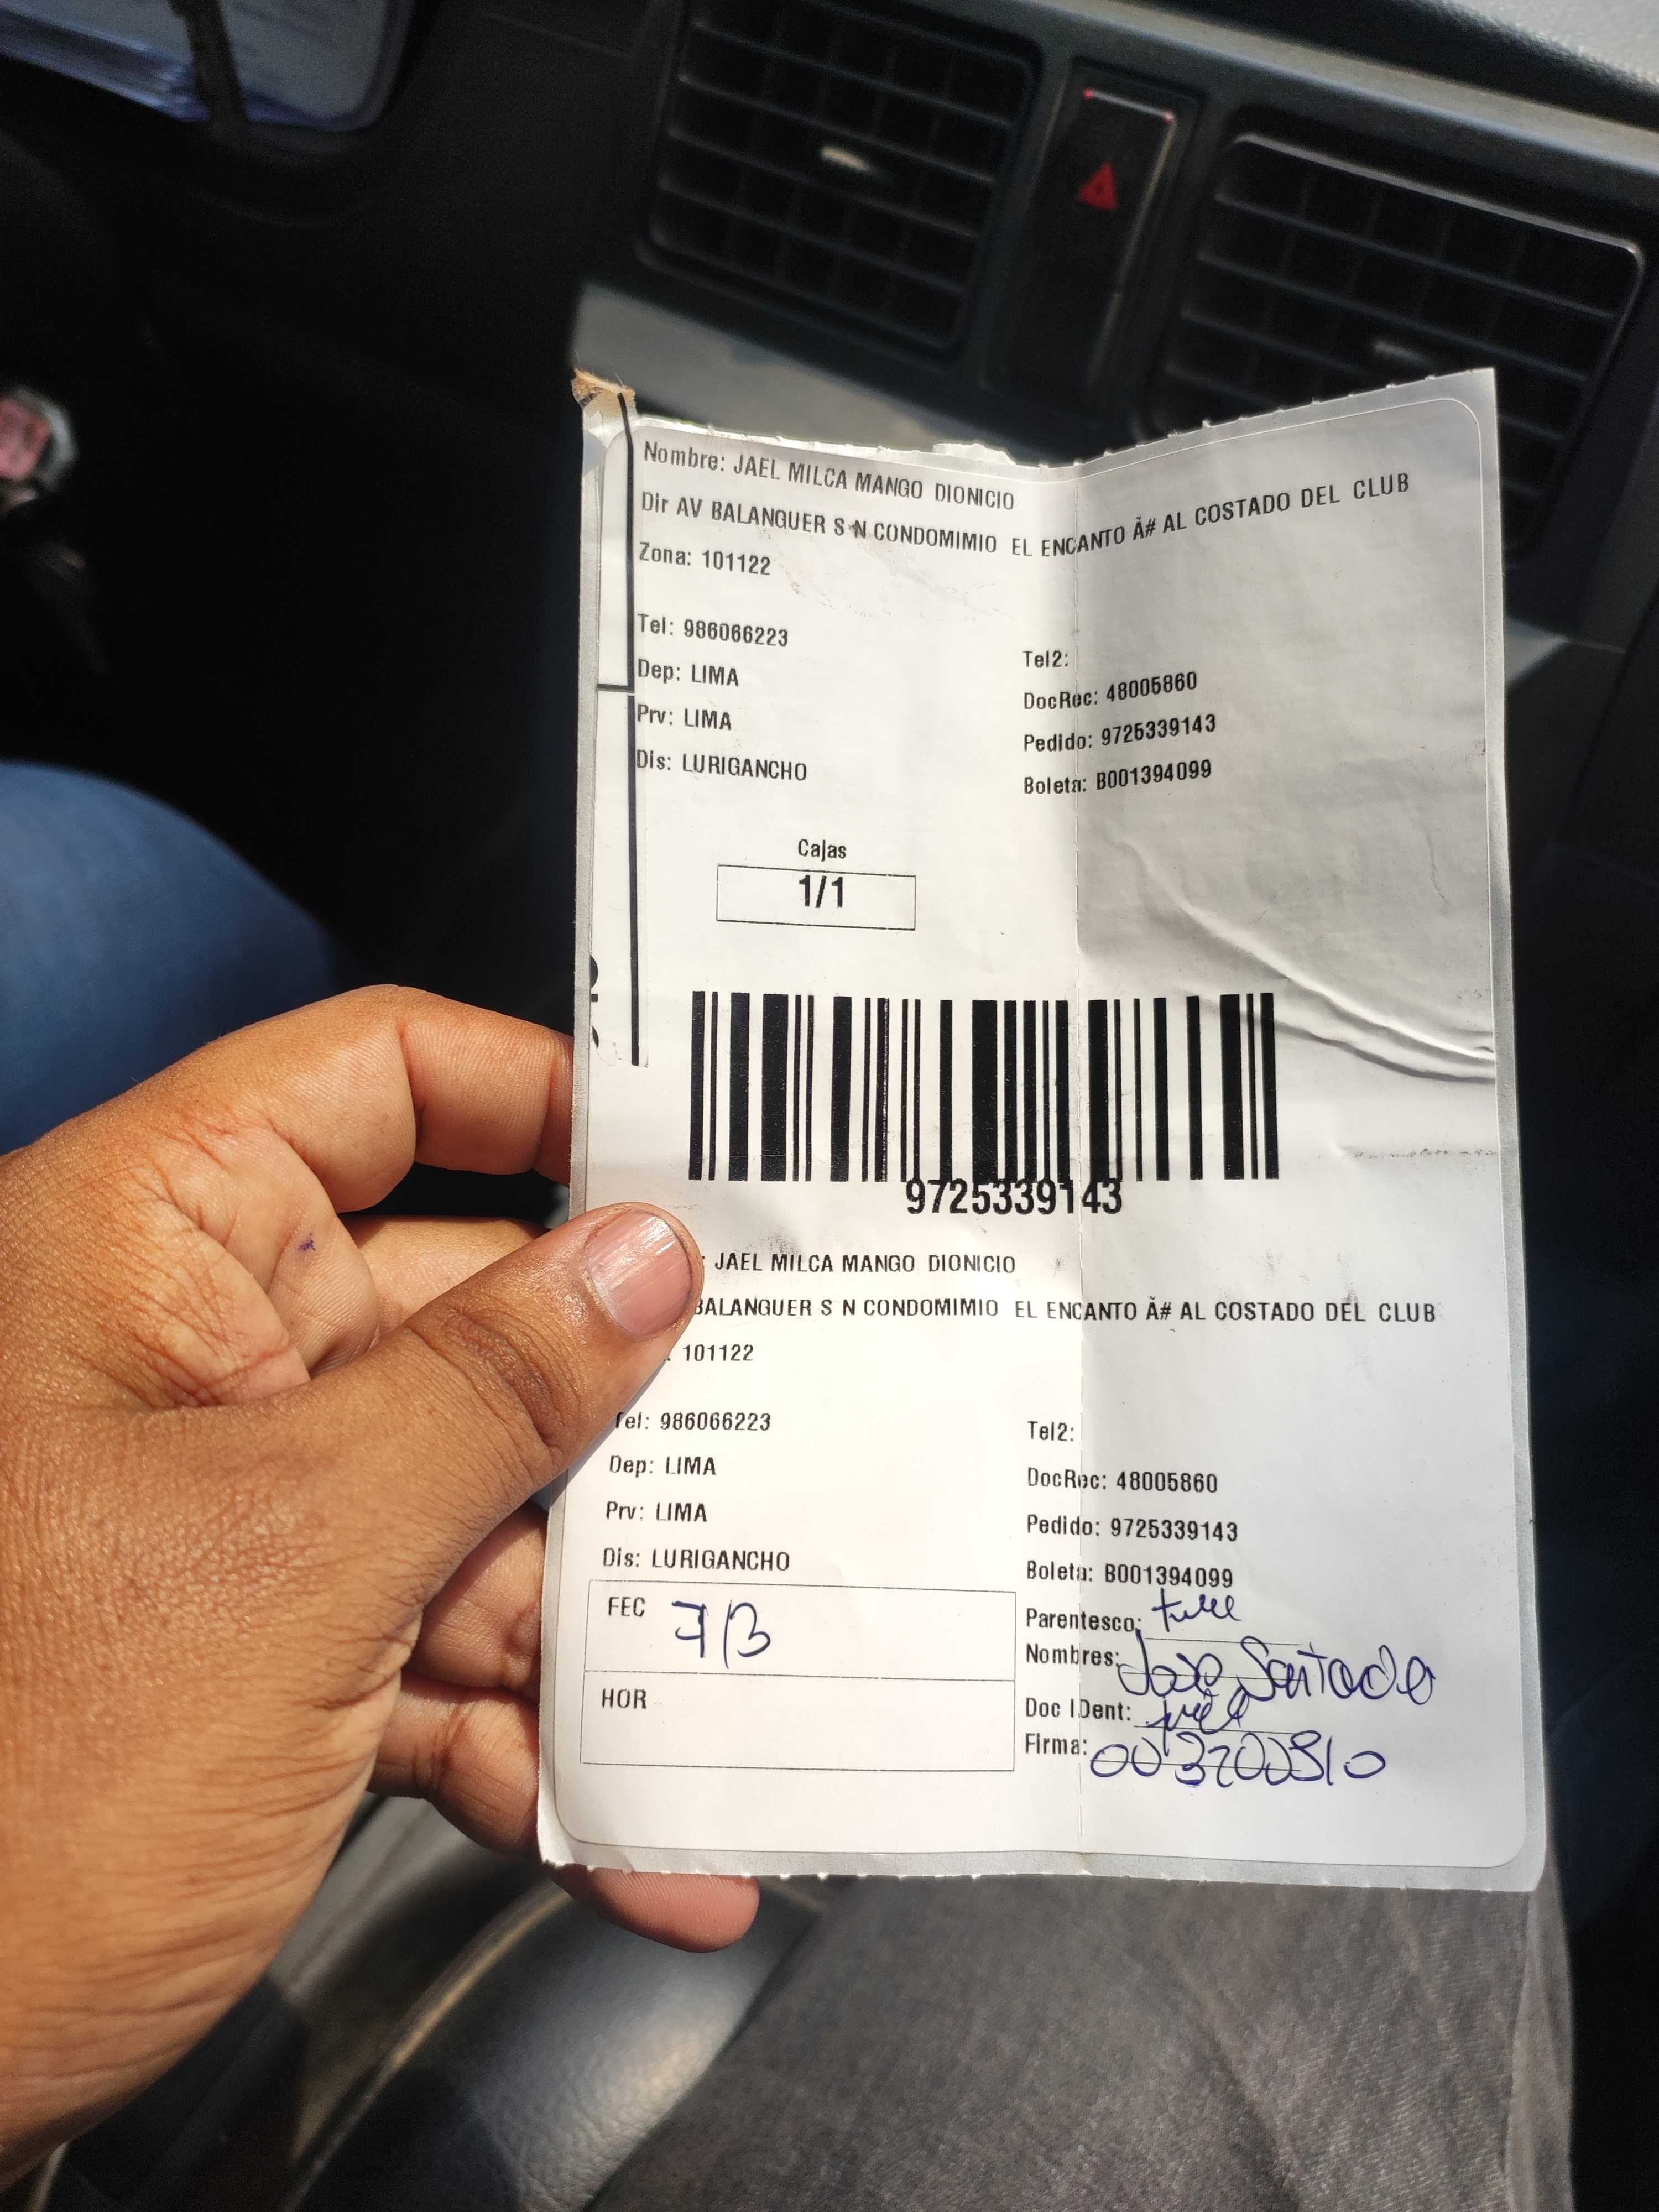 Nombre: JAEL MILCA MANGO DIONICIO
Dir AV BALANGUER S N CONDOMIMIO EL ENCANTO Ă# AL COSTADO DEL CLUB
Zona: 101122
Tel: 986066223
Tel2:
Dep: LIMA
DocRec: 48005860
Prv: LIMA
Pedido: 9725339143
Dis: LURIGANCHO
Boleta: B001394099
Cajas
1/1
9725339143
: JAEL MILCA MANGO DIONICIO
BALANGUER S N CONDOMIMIO EL ENCANTO Ă# AL COSTADO DEL CLUB
101122
Tel: 986066223
Tel2:
Dep: LIMA
DocRec: 48005860
Prv: LIMA
Pedido: 9725339143
Dis: LURIGANCHO
Boleta: B001394099
FEC 7/3
Parentesco:
Nombres:
HOR
Doc IDent:
Firma: